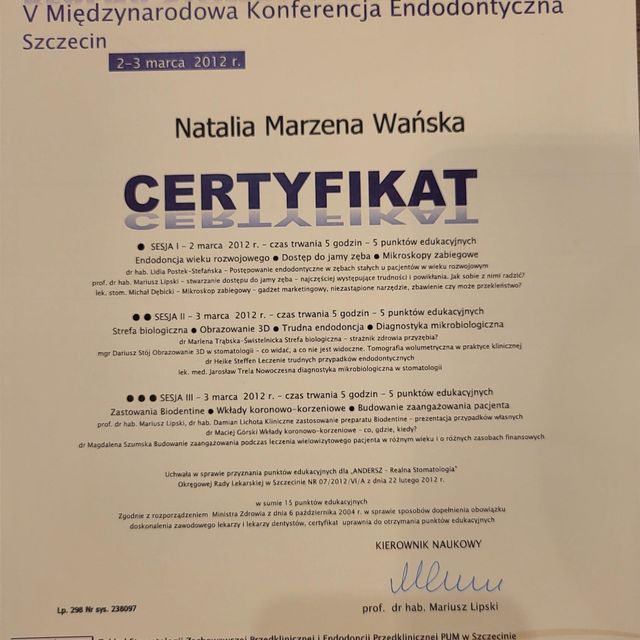 V Międzynarodowa Konferencja Endodontyczna
Szczecin
2-3 marca 2012 r.
Natalia Marzena Wańska
CERTYFIKAT
● SESJA I - 2 marca 2012 r. - czas trwania 5 godzin - 5 punktów edukacyjnych
Endodoncja wieku rozwojowego ● Dostęp do jamy zęba ● Mikroskopy zabiegowe
dr hab. Lidia Postek-Stefańska - Postępowanie endodontyczne w zębach stałych u pacjentów w wieku rozwojowym
prof. dr hab. Mariusz Lipski - stwarzanie dostępu do jamy zęba - najczęściej występujące trudności i powikłania. Jak sobie z nimi radzić?
lek. stom. Michał Dębicki - Mikroskop zabiegowy - gadżet marketingowy, niezastąpione narzędzie, zbawienie czy może przekleństwo?
● ● SESJA II - 3 marca 2012 r. - czas trwania 5 godzin - 5 punktów edukacyjnych
Strefa biologiczna ● Obrazowanie 3D ● Trudna endodoncja ● Diagnostyka mikrobiologiczna
dr Marlena Trąbska-Świstelnicka Strefa biologiczna - strażnik zdrowia przyzębia?
mgr Dariusz Stój Obrazowanie 3D w stomatologii - co widać, a co nie jest widoczne. Tomografia wolumetryczna w praktyce klinicznej
dr Heike Steffen Leczenie trudnych przypadków endodontycznych
lek. med. Jarosław Trela Nowoczesna diagnostyka mikrobiologiczna w stomatologii
● ● ● SESJA III - 3 marca 2012 r. - czas trwania 5 godzin - 5 punktów edukacyjnych
Zastowania Biodentine ● Wkłady koronowo-korzeniowe ● Budowanie zaangażowania pacjenta
prof. dr hab. Mariusz Lipski, dr hab. Damian Lichota Kliniczne zastosowanie preparatu Biodentine - prezentacja przypadków własnych
dr Maciej Górski Wkłady koronowo-korzeniowe - co, gdzie, kiedy?
dr Magdalena Szumska Budowanie zaangażowania podczas leczenia wielowizytowego pacjenta w różnym wieku i o różnych zasobach finansowych
Uchwała w sprawie przyznania punktów edukacyjnych dla „ANDERSZ - Realna Stomatologia"
Okręgowej Rady Lekarskiej w Szczecinie NR 07/2012/VI/A z dnia 22 lutego 2012 r.
w sumie 15 punktów edukacyjnych
Zgodnie z rozporządzeniem Ministra Zdrowia z dnia 6 października 2004 r. w sprawie sposobów dopełnienia obowiązku
doskonalenia zawodowego lekarzy i lekarzy dentystów, certyfikat uprawnia do otrzymania punktów edukacyjnych
KIEROWNIK NAUKOWY
prof. dr hab. Mariusz Lipski
Lp. 298 Nr sys. 238097
Zakład Stomatologii Zachowawczej Przedklinicznej i Endodoncji Przedklinicznej PUM w Szczecinie